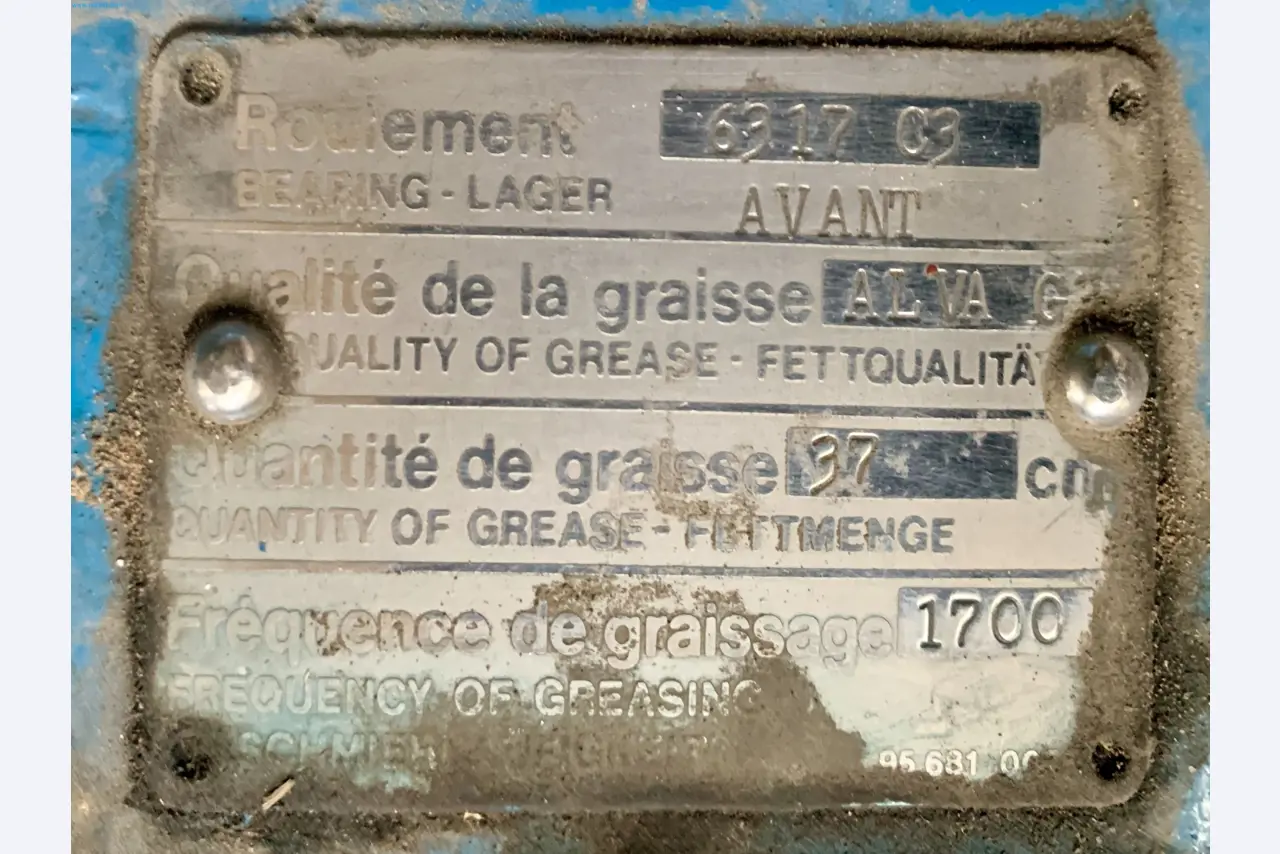 Roulement 6317 C3
BEARING - LAGER AVANT
Qualité de la graisse ALVA
QUALITY OF GREASE - FETTQUALITÄ
Quantité de graisse 37 cm
QUANTITY OF GREASE - FETTMENGE
Fréquence de graissage 1700
FREQUENCY OF GREASING
95 681